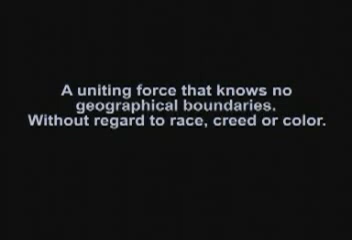 A uniting force that knows no
geographical boundaries.
Without regard to race, creed or color.